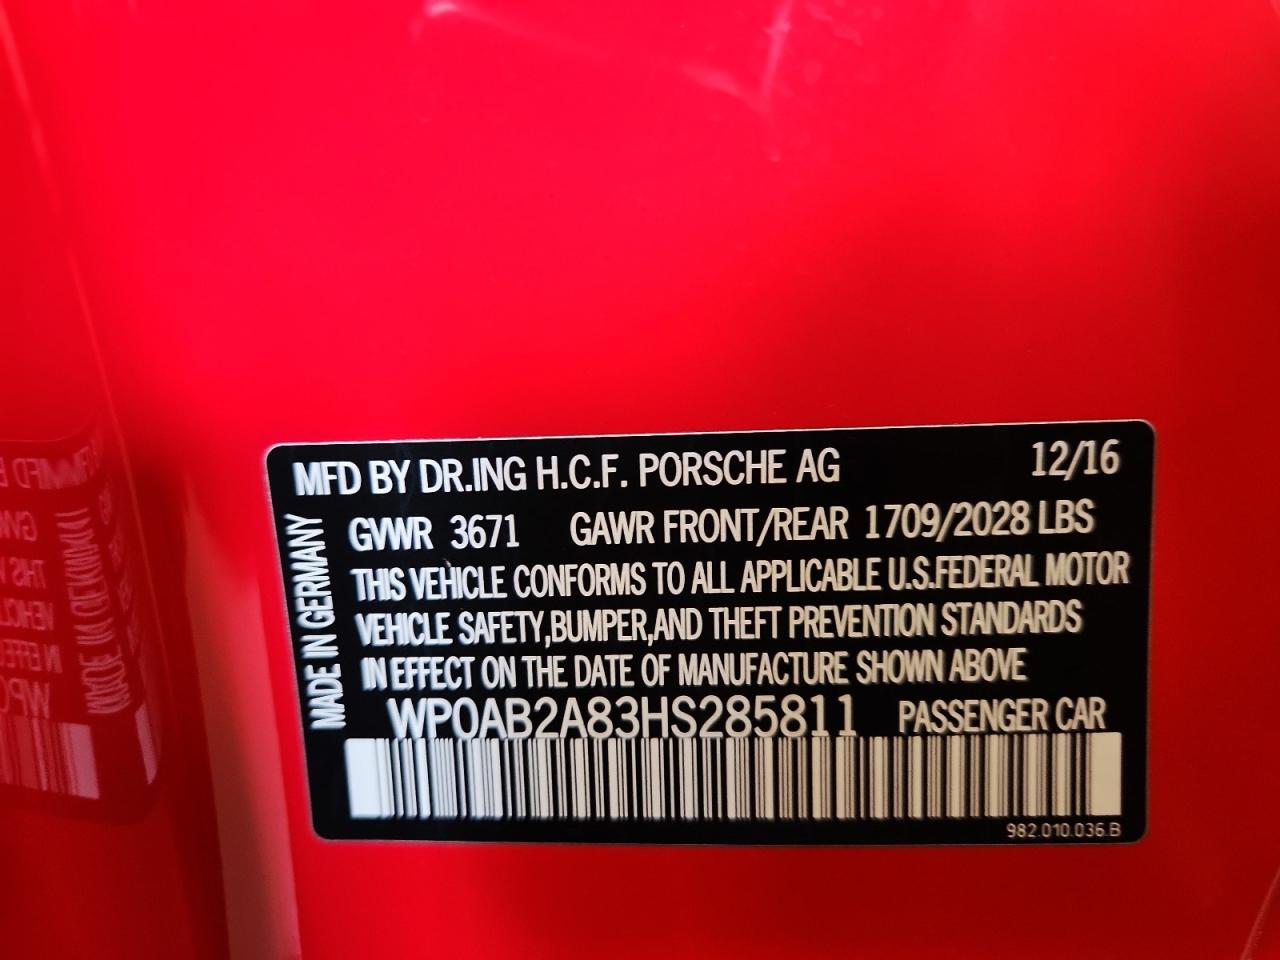 MFD BY DR.ING H.C.F. PORSCHE AG 12/16
GVWR 3671 GAWR FRONT/REAR 1709/2028 LBS
THIS VEHICLE CONFORMS TO ALL APPLICABLE U.S.FEDERAL MOTOR
VEHICLE SAFETY,BUMPER,AND THEFT PREVENTION STANDARDS
IN EFFECT ON THE DATE OF MANUFACTURE SHOWN ABOVE
WP0AB2A83HS285811 PASSENGER CAR
MADE IN GERMANY
982.010.036.B